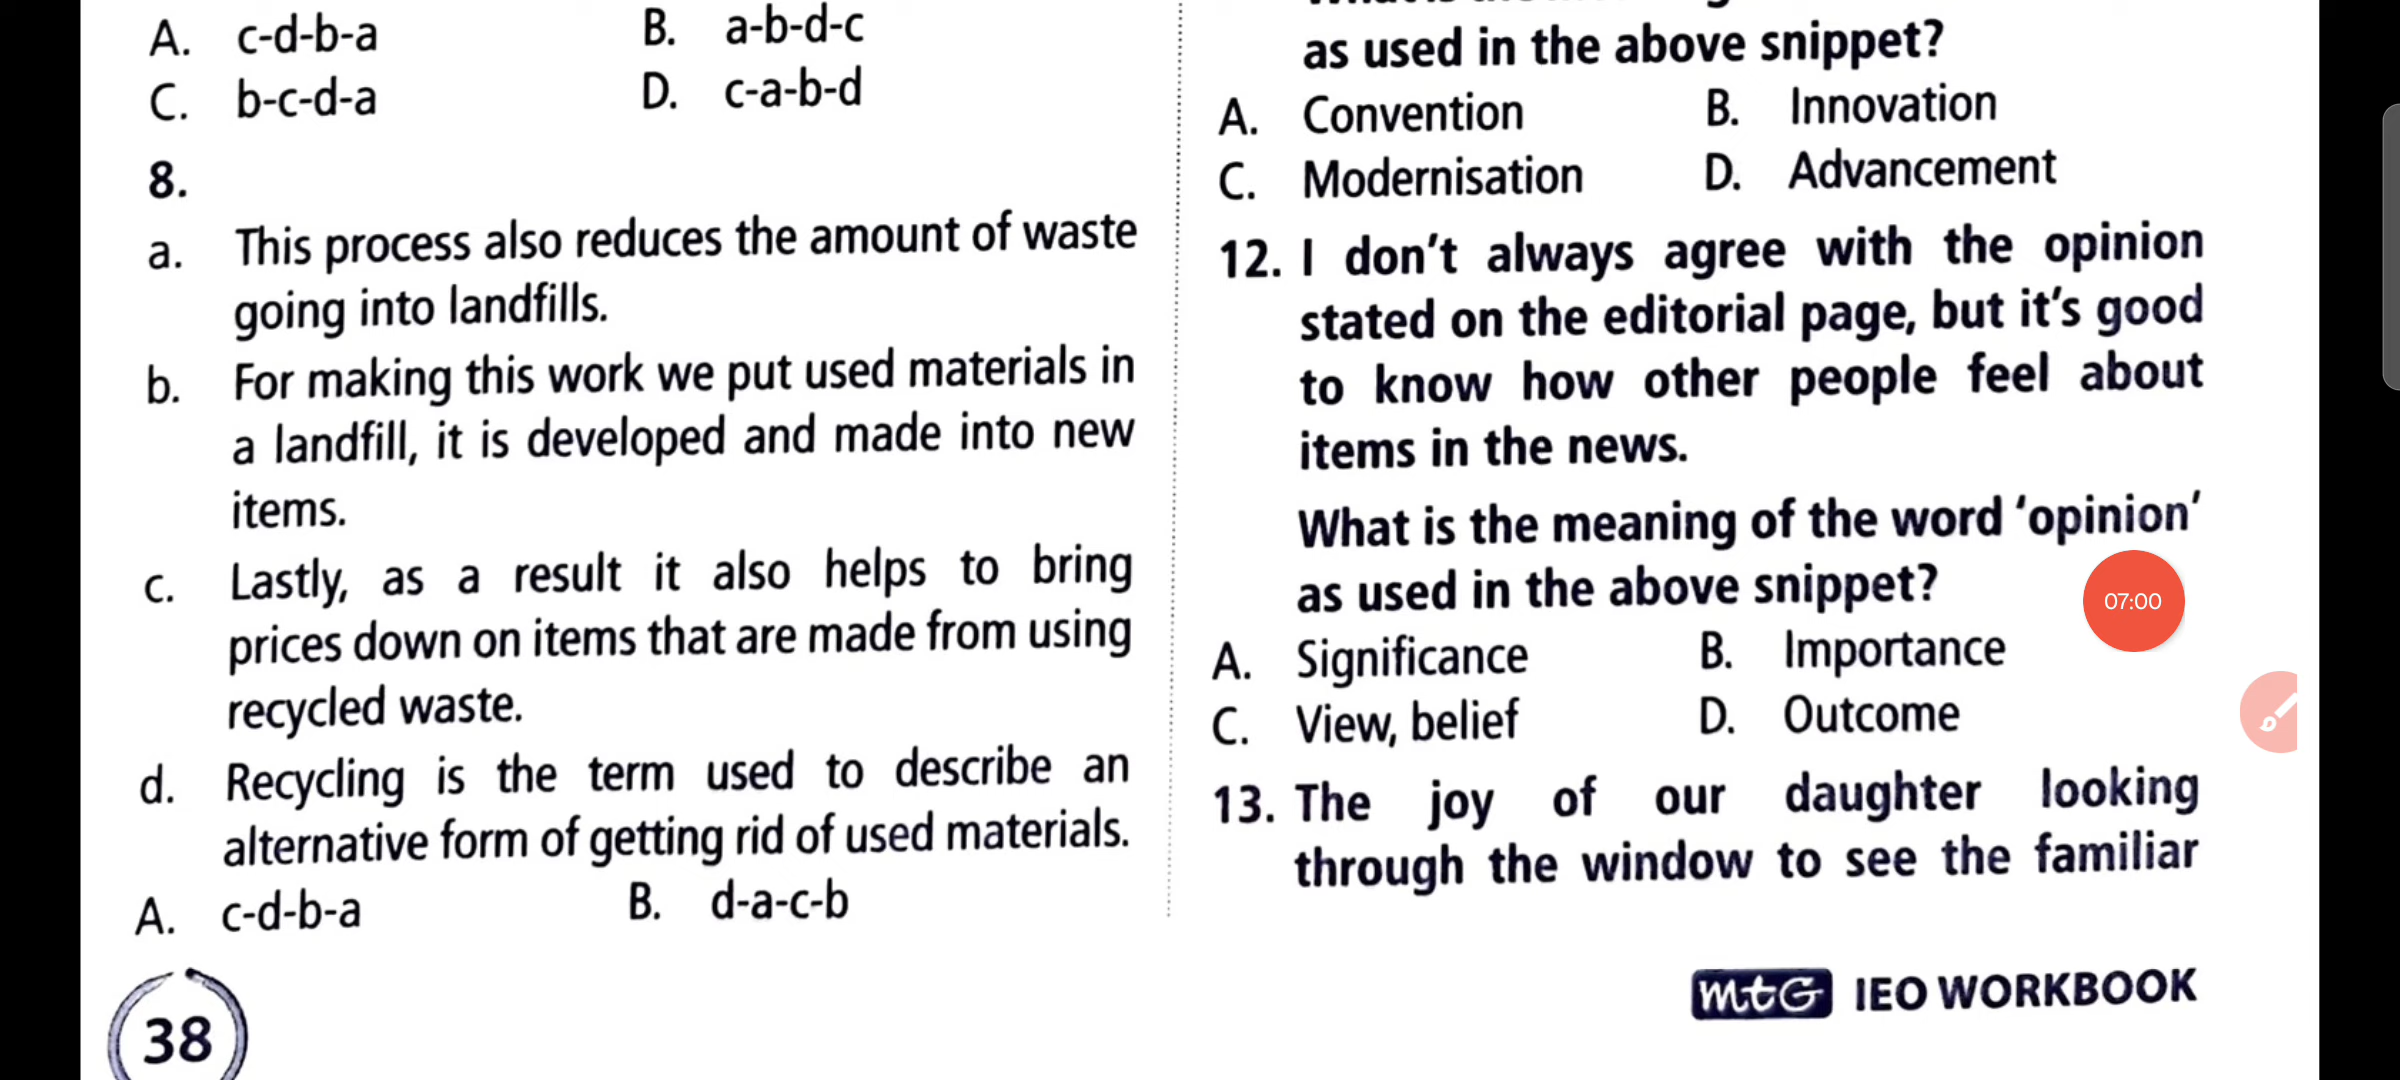 A. c-d-b-a B. a-b-d-c
C. b-c-d-a D. c-a-b-d
8.
a. This process also reduces the amount of waste
going into landfills.
b. For making this work we put used materials in
a landfill, it is developed and made into new
items.
c. Lastly, as a result it also helps to bring
prices down on items that are made from using
recycled waste.
d. Recycling is the term used to describe an
alternative form of getting rid of used materials.
A. c-d-b-a B. d-a-c-b
38
as used in the above snippet?
A. Convention B. Innovation
C. Modernisation D. Advancement
12. I don't always agree with the opinion
stated on the editorial page, but it's good
to know how other people feel about
items in the news.
What is the meaning of the word 'opinion'
as used in the above snippet?
A. Significance B. Importance
C. View, belief D. Outcome
13. The joy of our daughter looking
through the window to see the familiar
mtG IEO WORKBOOK
07:00